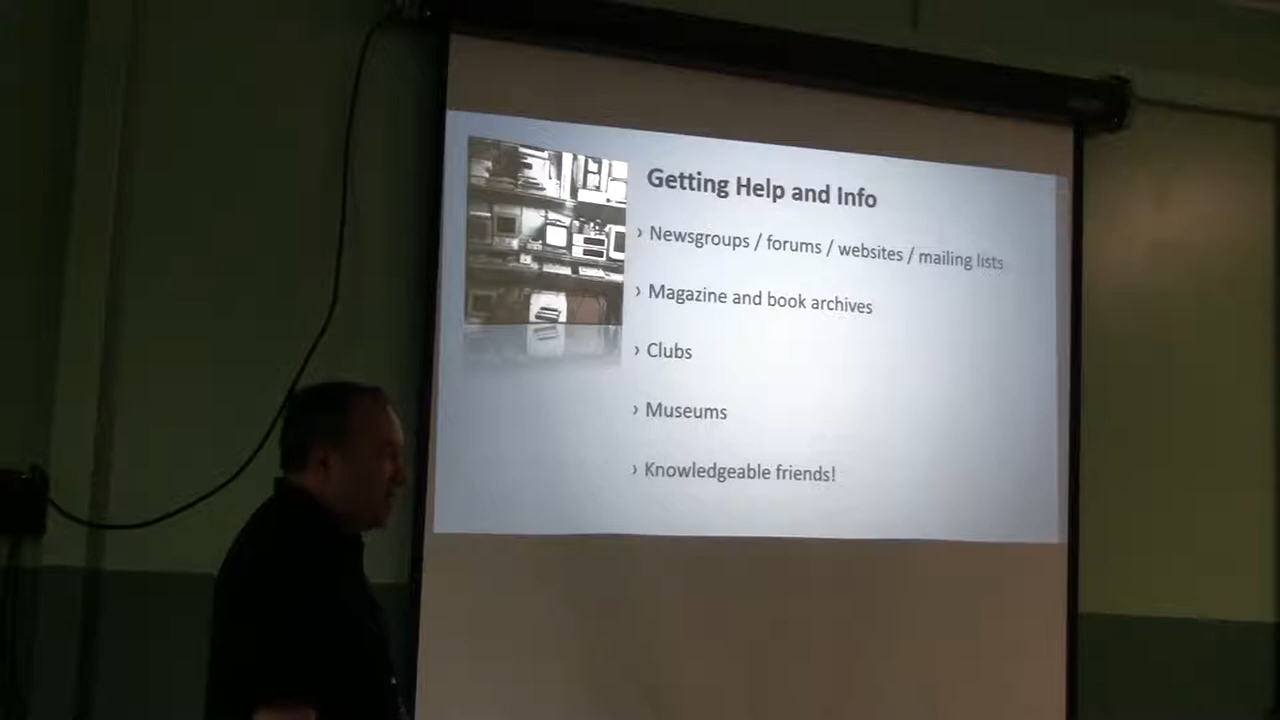 Getting Help and Info
› Newsgroups / forums / websites / mailing lists
› Magazine and book archives
› Clubs
› Museums
› Knowledgeable friends!